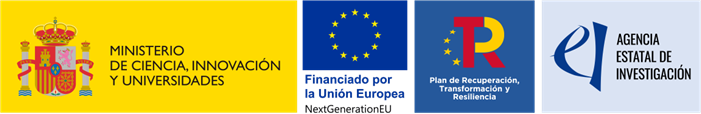 MINISTERIO
DE CIENCIA, INNOVACIÓN
Y UNIVERSIDADES
Financiado por
la Unión Europea
NextGenerationEU
Plan de Recuperación,
Transformación y
Resiliencia
AGENCIA
ESTATAL DE
INVESTIGACIÓN